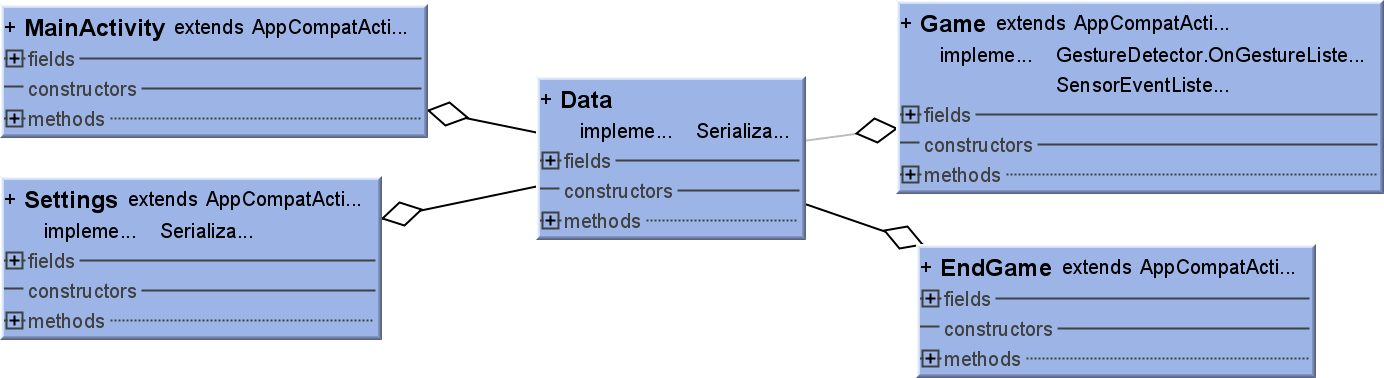 + MainActivity extends AppCompatActi...
+ fields
constructors
+ methods
+ Settings extends AppCompatActi...
impleme... Serializa...
+ fields
constructors
+ methods
+ Data
impleme... Serializa...
+ fields
constructors
+ methods
+ Game extends AppCompatActi...
impleme... GestureDetector.OnGestureListe...
SensorEventListe...
+ fields
constructors
+ methods
+ EndGame extends AppCompatActi...
+ fields
constructors
+ methods